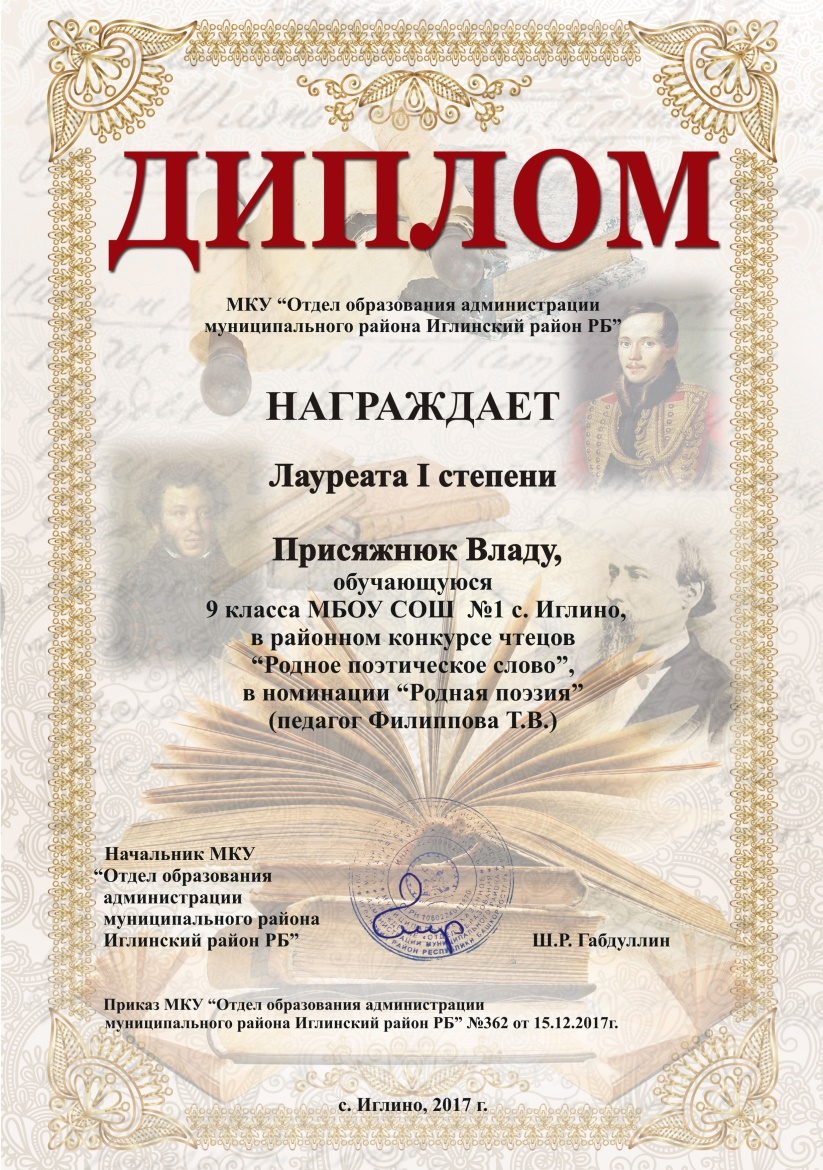 ДИПЛОМ
МКУ “Отдел образования администрации
муниципального района Иглинский район РБ”
НАГРАЖДАЕТ
Лауреата I степени
Присяжнюк Владу,
обучающуюся
9 класса МБОУ СОШ №1 с. Иглино,
в районном конкурсе чтецов
“Родное поэтическое слово”,
в номинации “Родная поэзия”
(педагог Филиппова Т.В.)
Начальник МКУ
“Отдел образования
администрации
муниципального района
Иглинский район РБ”
Ш.Р. Габдуллин
Приказ МКУ “Отдел образования администрации
муниципального района Иглинский район РБ” №362 от 15.12.2017г.
с. Иглино, 2017 г.